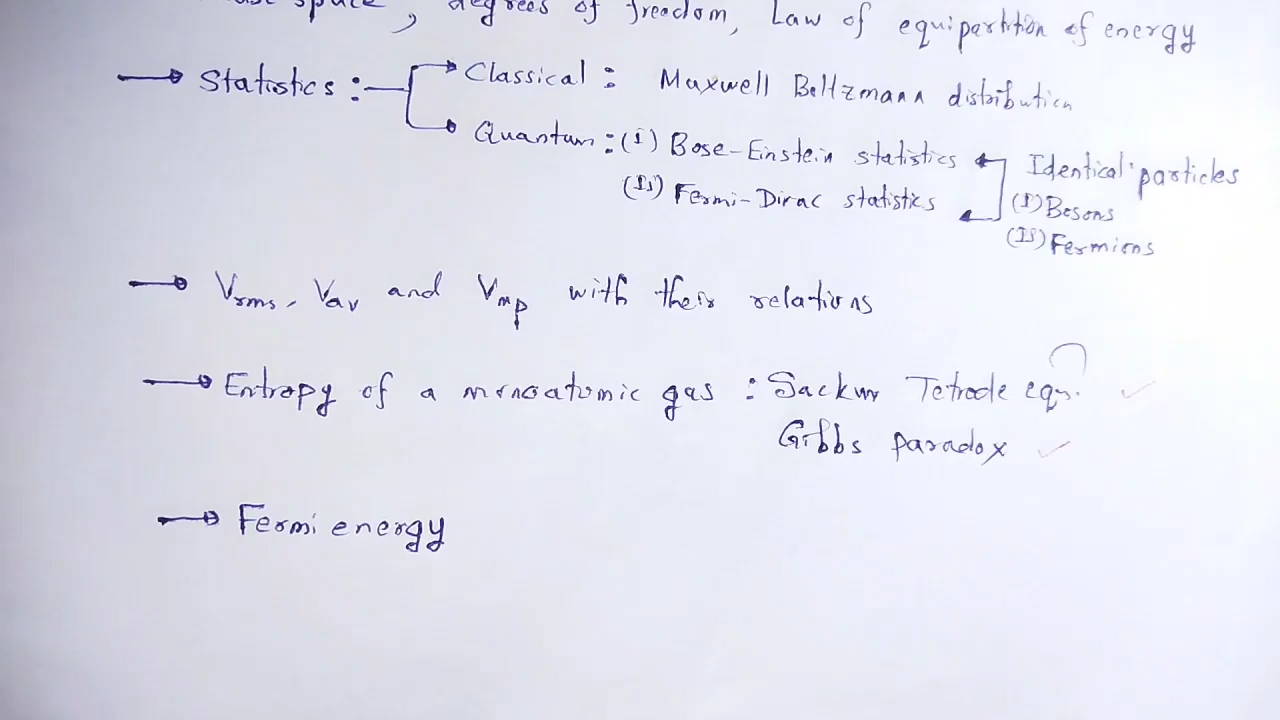 space, degrees of freedom, Law of equipartition of energy
→ Statistics : Classical : Maxwell Boltzmann distribution
Quantum : (I) Bose-Einstein statistics Identical particles
(II) Fermi-Dirac statistics (I) Bosons
(II) Fermions
→ Vrms, Vav and Vmp with their relations
→ Entropy of a monoatomic gas : Sackur Tetrode eqn. ✓
Gibbs paradox ✓
→ Fermi energy